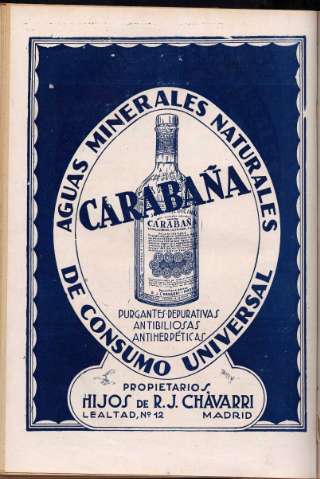 AGUAS MINERALES NATURALES
CARABAÑA
CARABAÑA
PURGANTES-DEPURATIVAS
ANTIBILIOSAS
ANTIHERPÉTICAS
DE CONSUMO UNIVERSAL
PROPIETARIOS,
HIJOS DE R.J. CHÁVARRI
LEALTAD, Nº 12 MADRID